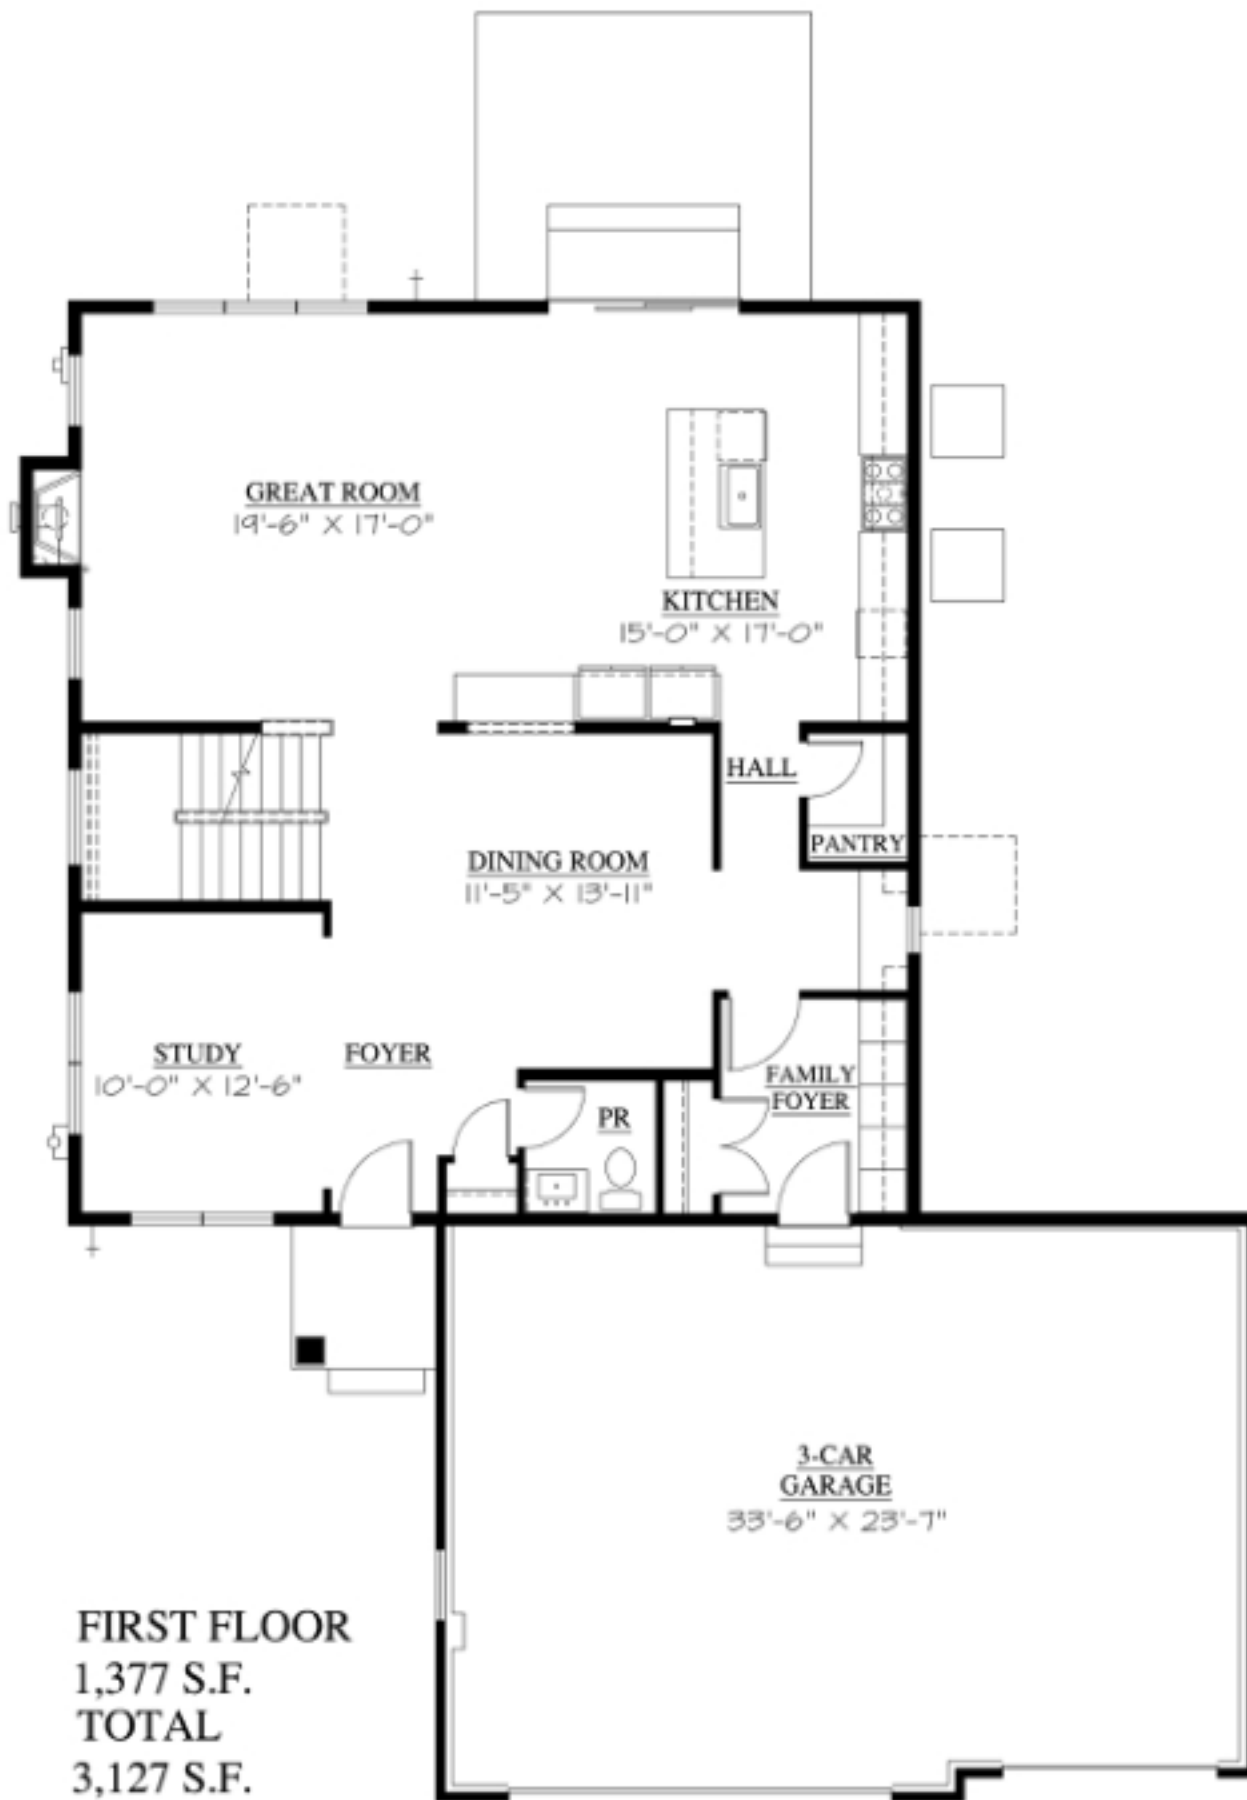 GREAT ROOM
19'-6" X 17'-0"
KITCHEN
15'-0" X 17'-0"
HALL
PANTRY
DINING ROOM
11'-5" X 13'-11"
STUDY
10'-0" X 12'-6"
FOYER
FAMILY
FOYER
PR
3-CAR
GARAGE
33'-6" X 23'-7"
FIRST FLOOR
1,377 S.F.
TOTAL
3,127 S.F.